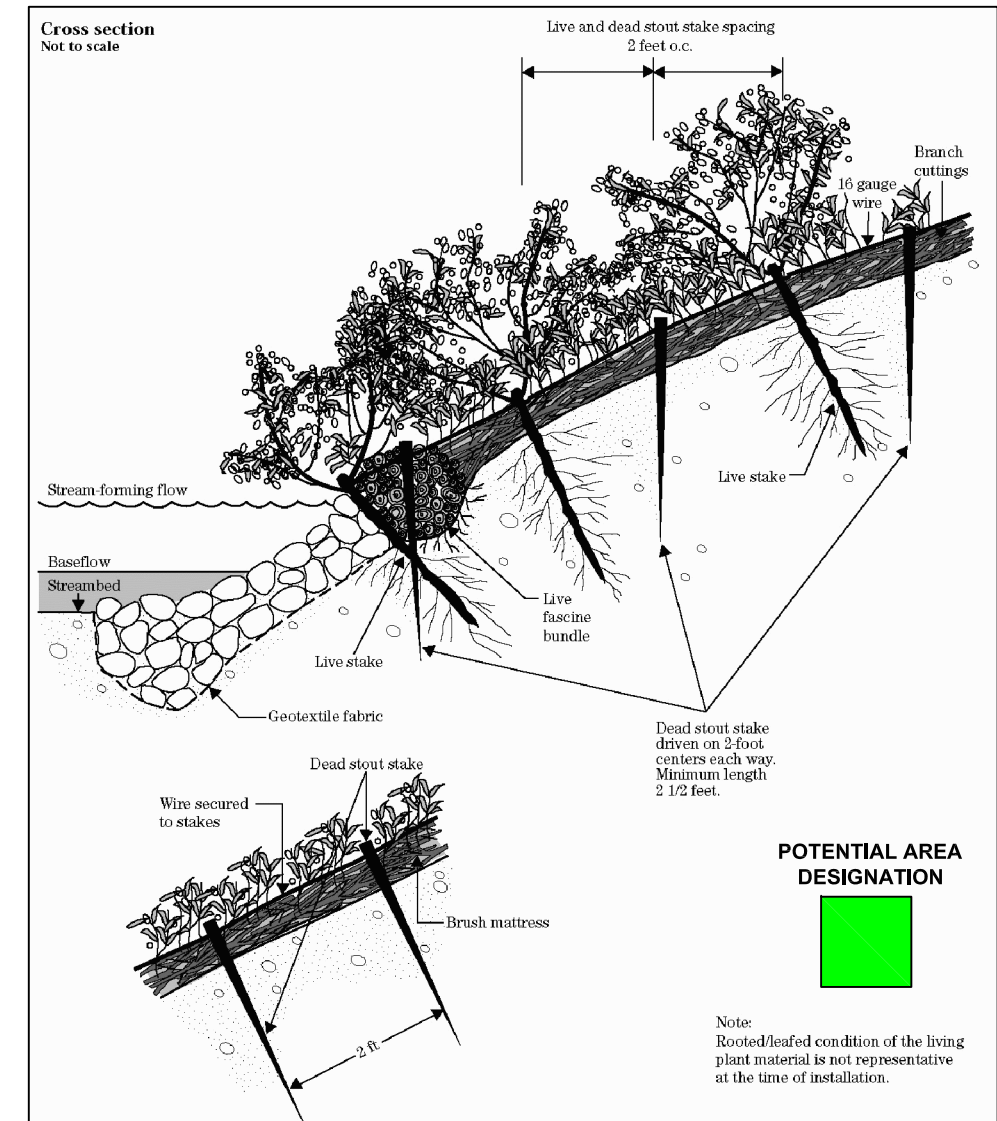 Cross section
Not to scale
Live and dead stout stake spacing
2 feet o.c.
Branch
cuttings
16 gauge
wire
Live stake
Stream-forming flow
Baseflow
Streambed
Live
fascine
bundle
Live stake
Geotextile fabric
Dead stout stake
driven on 2-foot
centers each way.
Minimum length
2 1/2 feet.
Dead stout stake
Wire secured
to stakes
Brush mattress
2 ft
POTENTIAL AREA
DESIGNATION
Note:
Rooted/leafed condition of the living
plant material is not representative
at the time of installation.